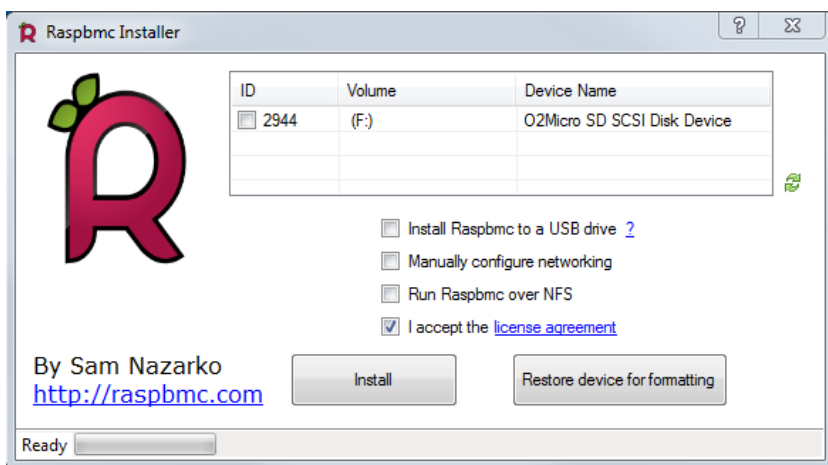 Raspbmc Installer
ID Volume Device Name
2944 (F:) O2Micro SD SCSI Disk Device
Install Raspbmc to a USB drive ?
Manually configure networking
Run Raspbmc over NFS
I accept the license agreement
By Sam Nazarko
http://raspbmc.com
Install
Restore device for formatting
Ready